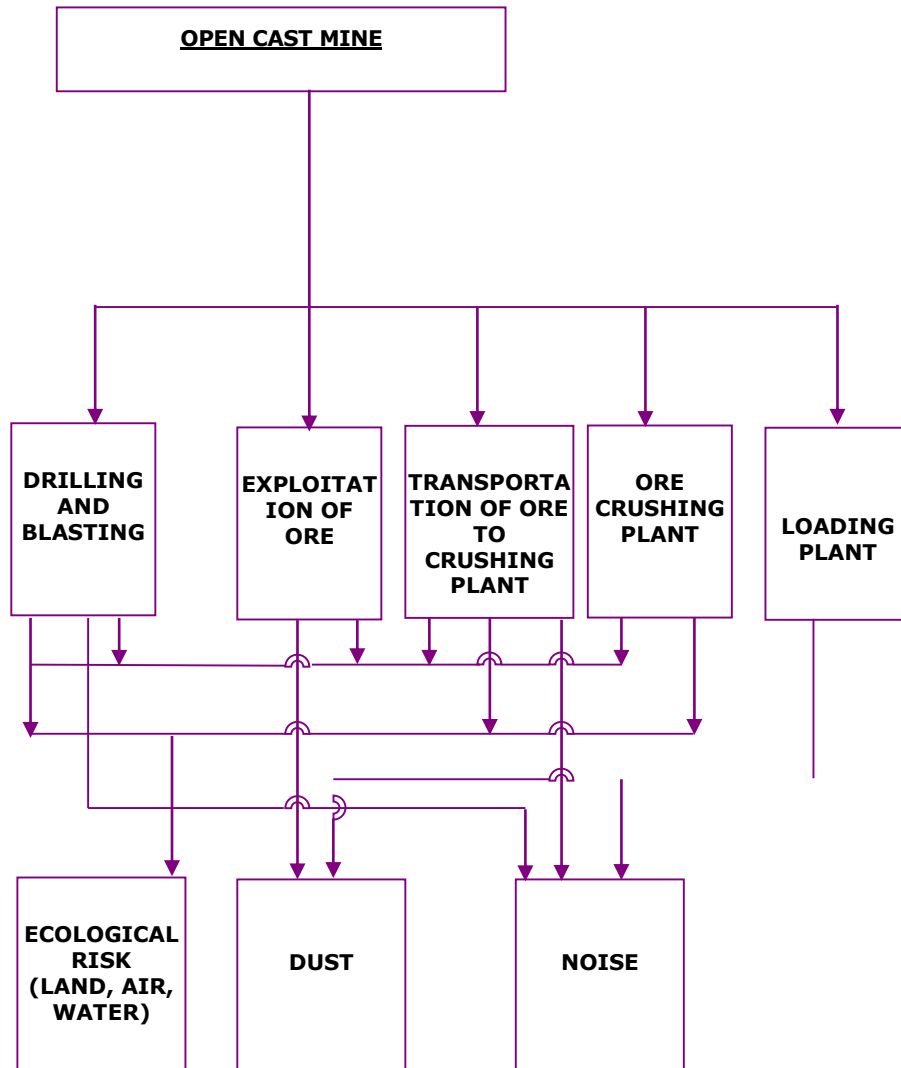 OPEN CAST MINE
DRILLING
AND
BLASTING
EXPLOITAT
ION OF
ORE
TRANSPORTA
TION OF ORE
TO
CRUSHING
PLANT
ORE
CRUSHING
PLANT
LOADING
PLANT
ECOLOGICAL
RISK
(LAND, AIR,
WATER)
DUST
NOISE